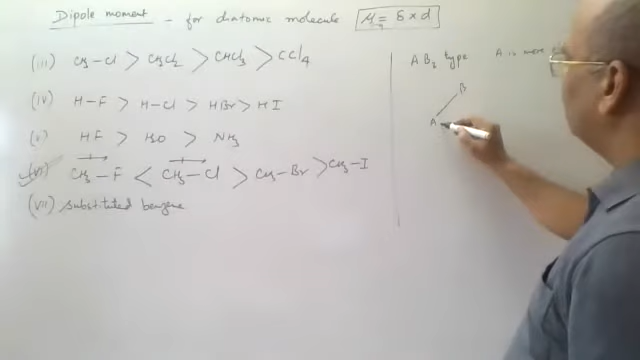 Dipole moment - for diatomic molecule μ = δ × d
(iii) CH₃-Cl > CH₂Cl₂ > CHCl₃ > CCl₄
(iv) H-F > H-Cl > HBr > HI
(v) HF > H₂O > NH₃
(vi) CH₃-F < CH₃-Cl > CH₃-Br > CH₃-I
(vii) substituted benzene
AB₂ type A is more
B
A